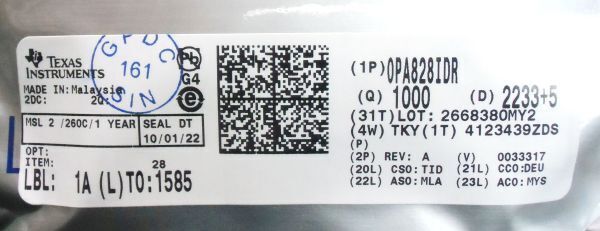 TEXAS
INSTRUMENTS
MADE IN: Malaysia
2DC: 2Q:
GPDC
161
SIN
Pb
G4
e
MSL 2 /260C/1 YEAR
SEAL DT
10/01/22
OPT:
ITEM: 28
LBL: 1A (L)TO:1585
(1P) OPA828IDR
(Q) 1000 (D) 2233+5
(31T)LOT: 2668380MY2
(4W) TKY(1T) 4123439ZDS
(P)
(2P) REV: A (V) 0033317
(20L) CSO:TID (21L) CCO:DEU
(22L) ASO:MLA (23L) ACO:MYS